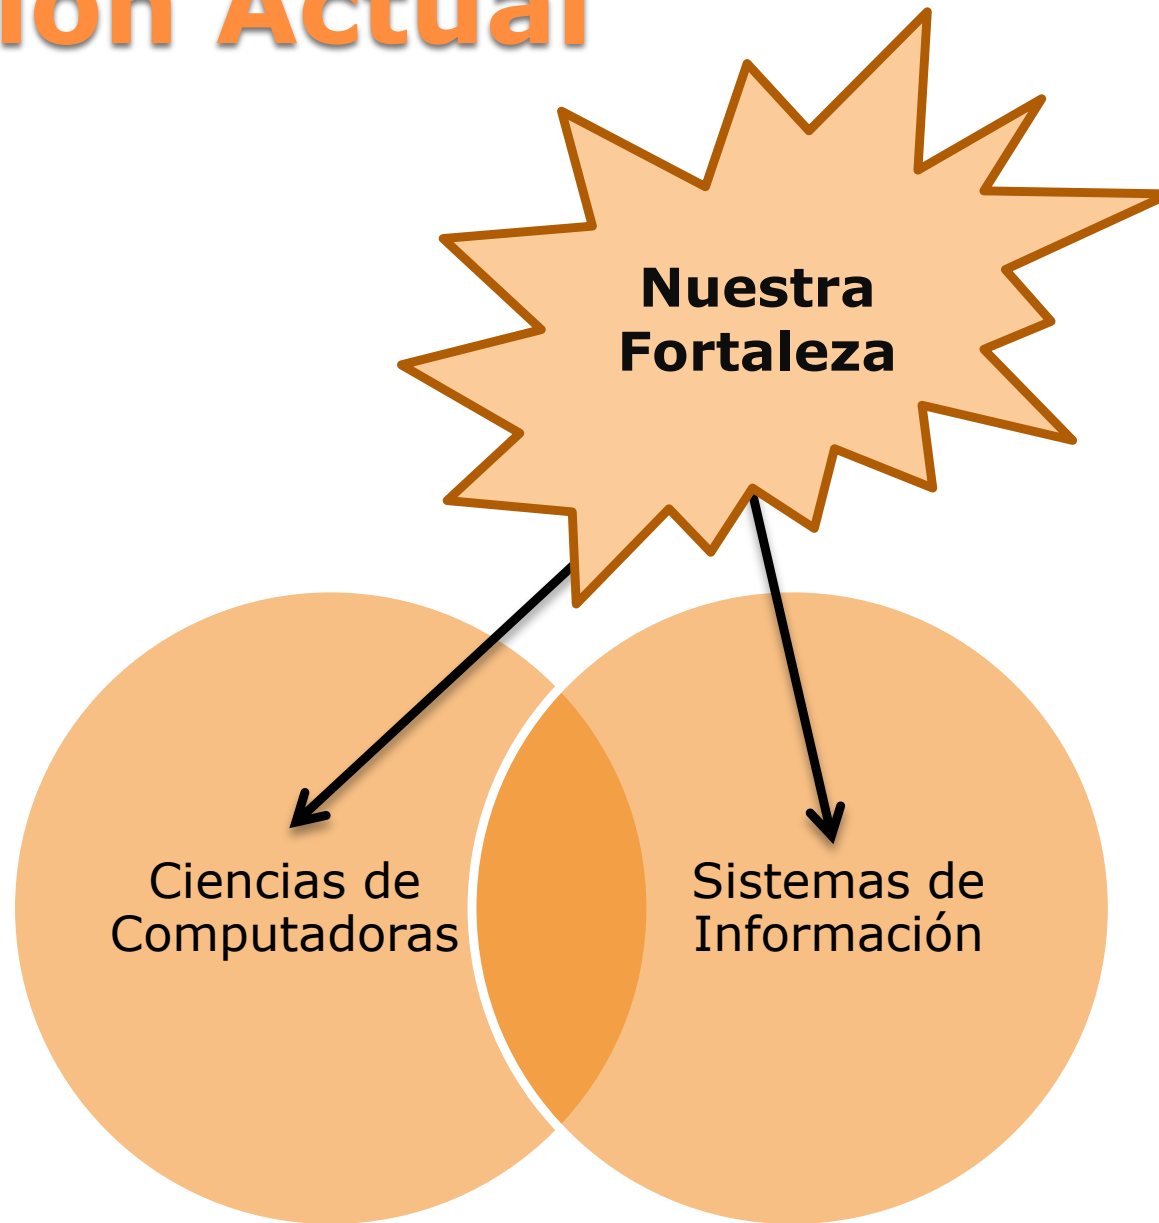 ión Actual
Nuestra
Fortaleza
Ciencias de
Computadoras
Sistemas de
Información